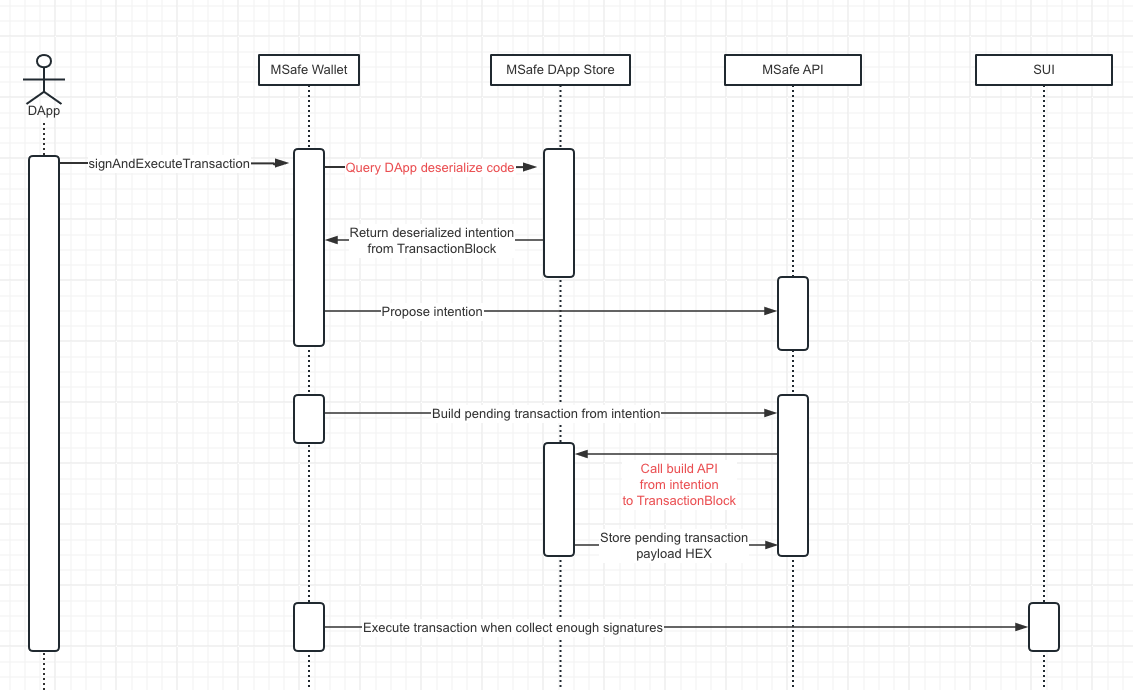 MSafe Wallet
MSafe DApp Store
MSafe API
SUI
DApp
signAndExecuteTransaction
Query DApp deserialize code
Return deserialized intention
from TransactionBlock
Propose intention
Build pending transaction from intention
Call build API
from intention
to TransactionBlock
Store pending transaction
payload HEX
Execute transaction when collect enough signatures